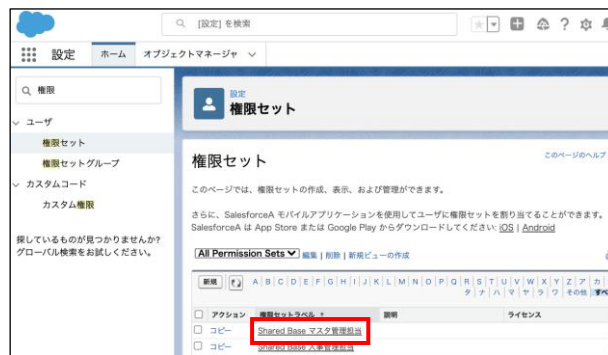 [設定] を検索
設定
ホーム
オブジェクトマネージャ
権限
ユーザ
権限セット
権限セットグループ
カスタムコード
カスタム権限
探しているものが見つかりませんか?
グローバル検索をお試しください。
設定
権限セット
権限セット
このページのヘルプ
このページでは、権限セットの作成、表示、および管理ができます。
さらに、SalesforceA モバイルアプリケーションを使用してユーザに権限セットを割り当てることができます。
SalesforceA は App Store または Google Play からダウンロードしてください: iOS | Android
All Permission Sets 編集 | 削除 | 新規ビューの作成
新規 A | B | C | D | E | F | G | H | I | J | K | L | M | N | O | P | Q | R | S | T | U | V | W | X | Y | Z | ア | カ
タ | ナ | ハ | マ | ヤ | ラ | ワ | その他 | すべ
アクション 権限セットラベル ↑ 説明 ライセンス
コピー Shared Base マスタ管理担当
コピー Shared Base 人事管理担当